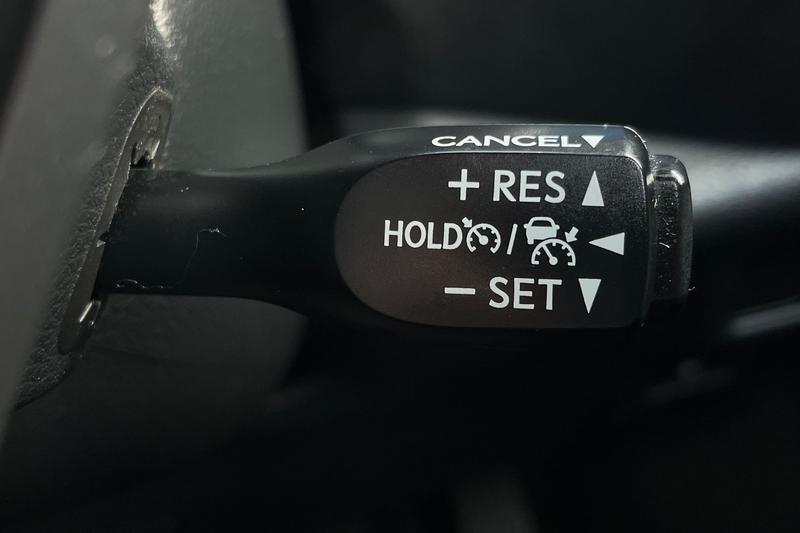 CANCEL▼
+ RES ▲
HOLD / ◀
− SET ▼